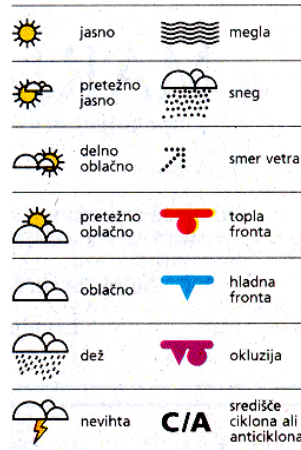 jasno
megla
pretežno
jasno
sneg
delno
oblačno
smer vetra
pretežno
oblačno
topla
fronta
oblačno
hladna
fronta
dež
okluzija
nevihta
C/A
središče
ciklona ali
anticiklona